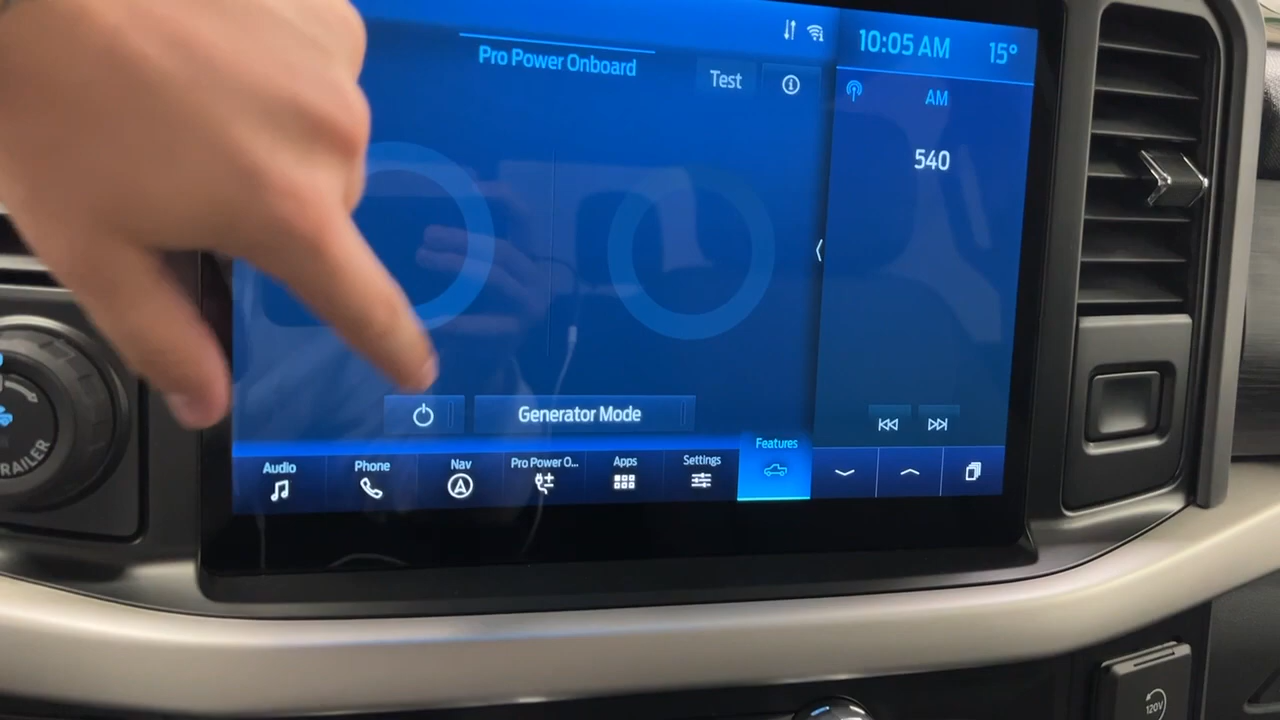 10:05 AM 15°
Pro Power Onboard
Test
AM
540
Generator Mode
Features
Audio
Phone
Nav
Pro Power O...
Apps
Settings
RAILER
120V